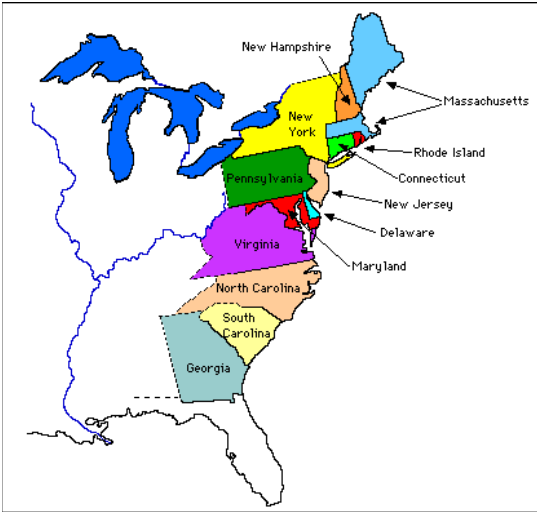 New Hampshire
Massachusetts
New
York
Rhode Island
Pennsylvania
Connecticut
New Jersey
Delaware
Virginia
Maryland
North Carolina
South
Carolina
Georgia